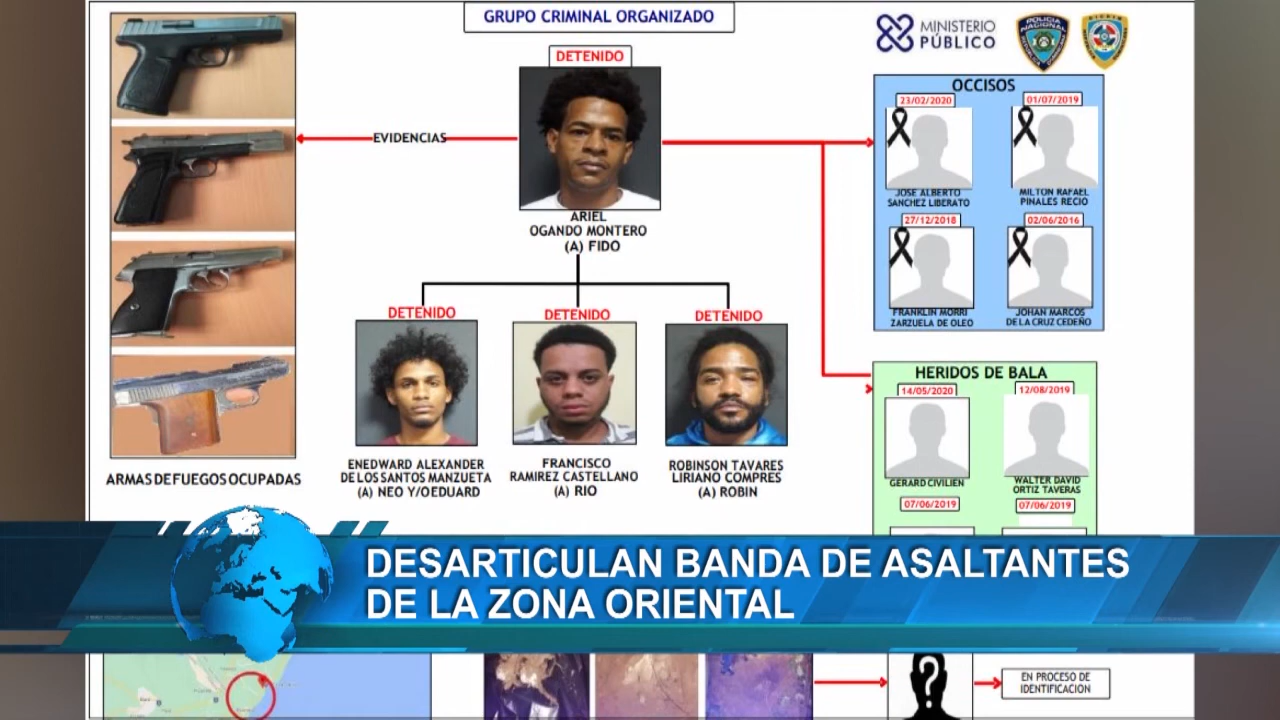 GRUPO CRIMINAL ORGANIZADO
MINISTERIO
PÚBLICO
POLICIA
NACIONAL
DETENIDO
EVIDENCIAS
ARIEL
OGANDO MONTERO
(A) FIDO
DETENIDO
DETENIDO
DETENIDO
ENEDWARD ALEXANDER
DE LOS SANTOS MANZUETA
(A) NEO Y/O EDUARD
FRANCISCO
RAMIREZ CASTELLANO
(A) RIO
ROBINSON TAVARES
LIRIANO COMPRES
(A) ROBIN
ARMAS DE FUEGOS OCUPADAS
OCCISOS
23/02/2020
01/07/2019
JOSE ALBERTO
SANCHEZ LIBERATO
MILTON RAFAEL
PINALES RECIO
27/12/2018
02/06/2016
FRANKLIN MORRI
ZARZUELA DE OLEO
JOHAN MARCOS
DE LA CRUZ CEDEÑO
HERIDOS DE BALA
14/05/2020
12/08/2019
GERARD CIVILIEN
WALTER DAVID
ORTIZ TAVERAS
07/06/2019
07/06/2019
DESARTICULAN BANDA DE ASALTANTES
DE LA ZONA ORIENTAL
?
EN PROCESO DE
IDENTIFICACION